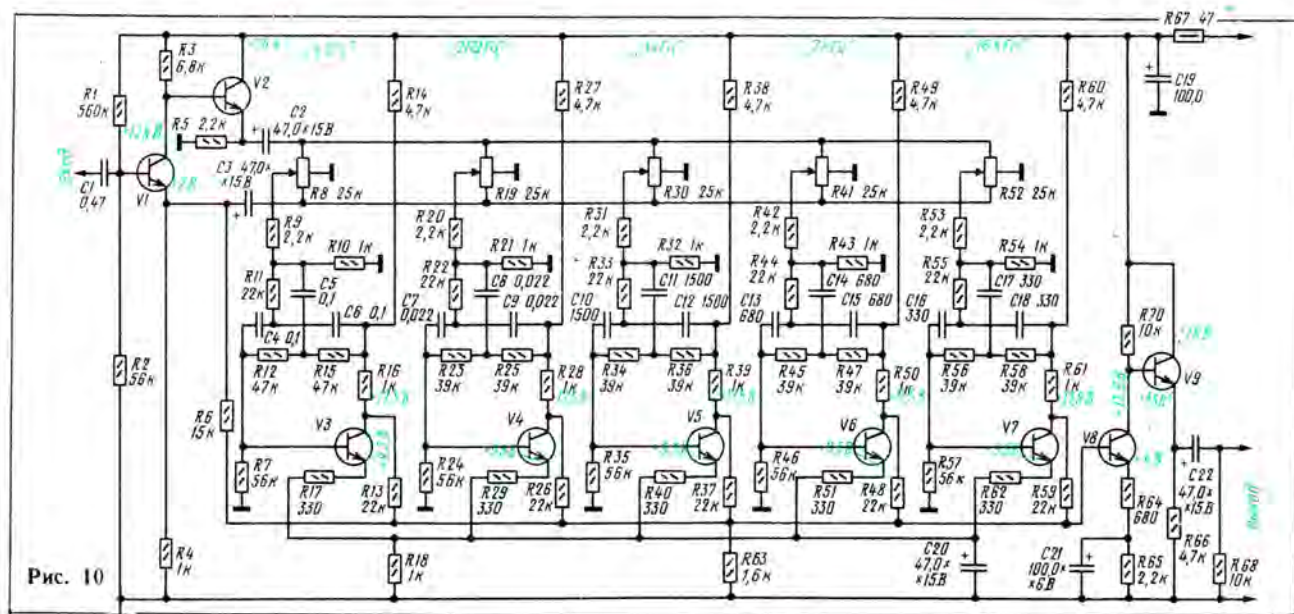 R67 47
R3
6,8к
V2
R1
560к
R5 2,2к
C2
47,0×15В
R14
4,7к
R27
4,7к
R38
4,7к
R49
4,7к
R60
4,7к
C19
100,0
C1
0,47
V1
C3 47,0×
×15В
R8 25к
R19 25к
R30 25к
R41 25к
R52 25к
R9
2,2к
R20
2,2к
R31
2,2к
R42
2,2к
R53
2,2к
R10 1к
R21 1к
R32 1к
R43 1к
R54 1к
R11
22к
C5
0,1
R22
22к
C8 0,022
R33
22к
C11 1500
R44
22к
C14 680
R55
22к
C17 330
C4 0,1
C6 0,1
C7
0,022
C9 0,022
C10
1500
C12 1500
C13
680
C15 680
C16
330
C18 330
R70
10к
R2
56к
R12
47к
R15
47к
R16
1к
R23
39к
R25
39к
R28
1к
R34
39к
R36
39к
R39
1к
R45
39к
R47
39к
R50
1к
R56
39к
R58
39к
R61
1к
V9
R6
15к
V3
V4
V5
V6
V7
V8
R7
56к
R17
330
R13
22к
R24
56к
R29
330
R26
22к
R35
56к
R40
330
R37
22к
R46
56к
R51
330
R48
22к
R57
56к
R62
330
R59
22к
R64
680
C22
47,0×
×15В
R4
1к
R18
1к
R63
1,6к
C20
47,0×
×15В
C21
100,0×
×6В
R65
2,2к
R66
4,7к
R68
10к
Рис. 10